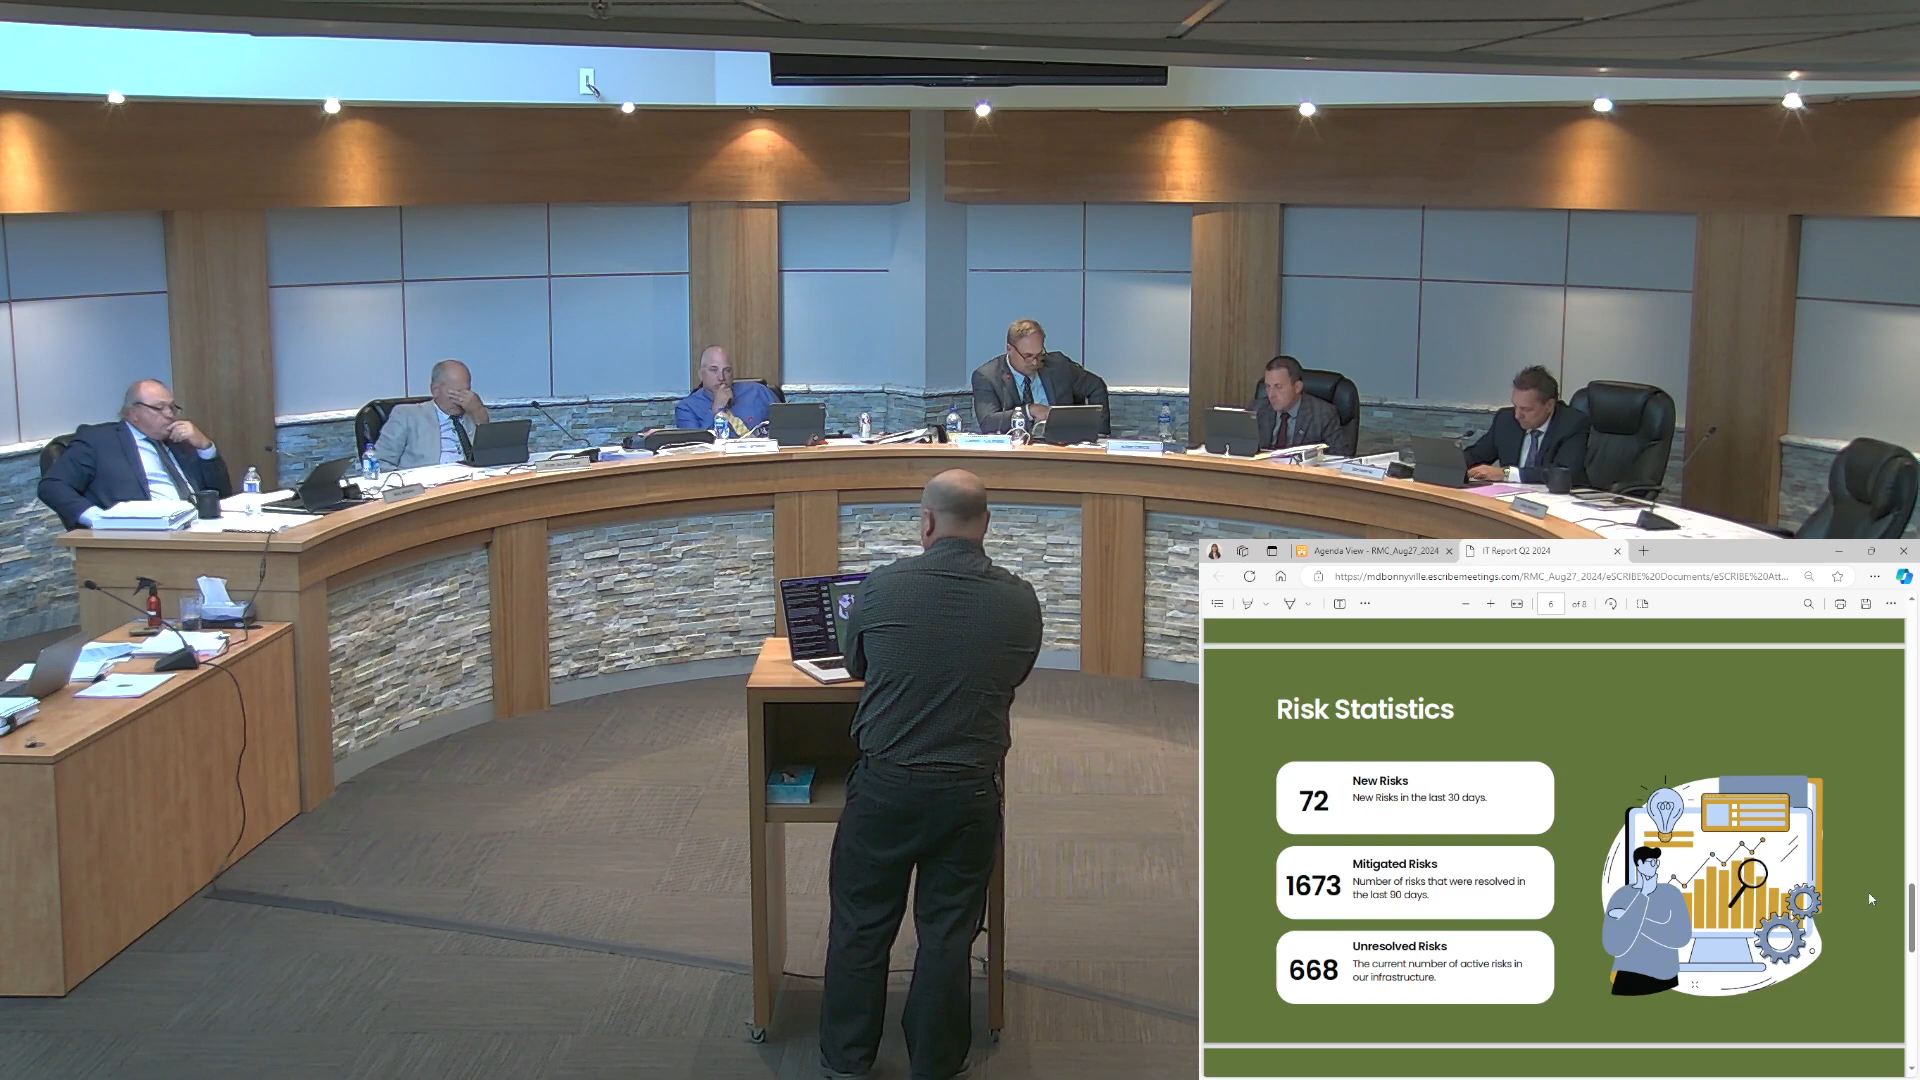 Agenda View - RMC_Aug27_2024
IT Report Q2 2024
https://mdbonnyville.escribemeetings.com/RMC_Aug27_2024/eSCRIBE%20Documents/eSCRIBE%20Att...
6 of 8
Risk Statistics
72
New Risks
New Risks in the last 30 days.
1673
Mitigated Risks
Number of risks that were resolved in
the last 90 days.
668
Unresolved Risks
The current number of active risks in
our infrastructure.